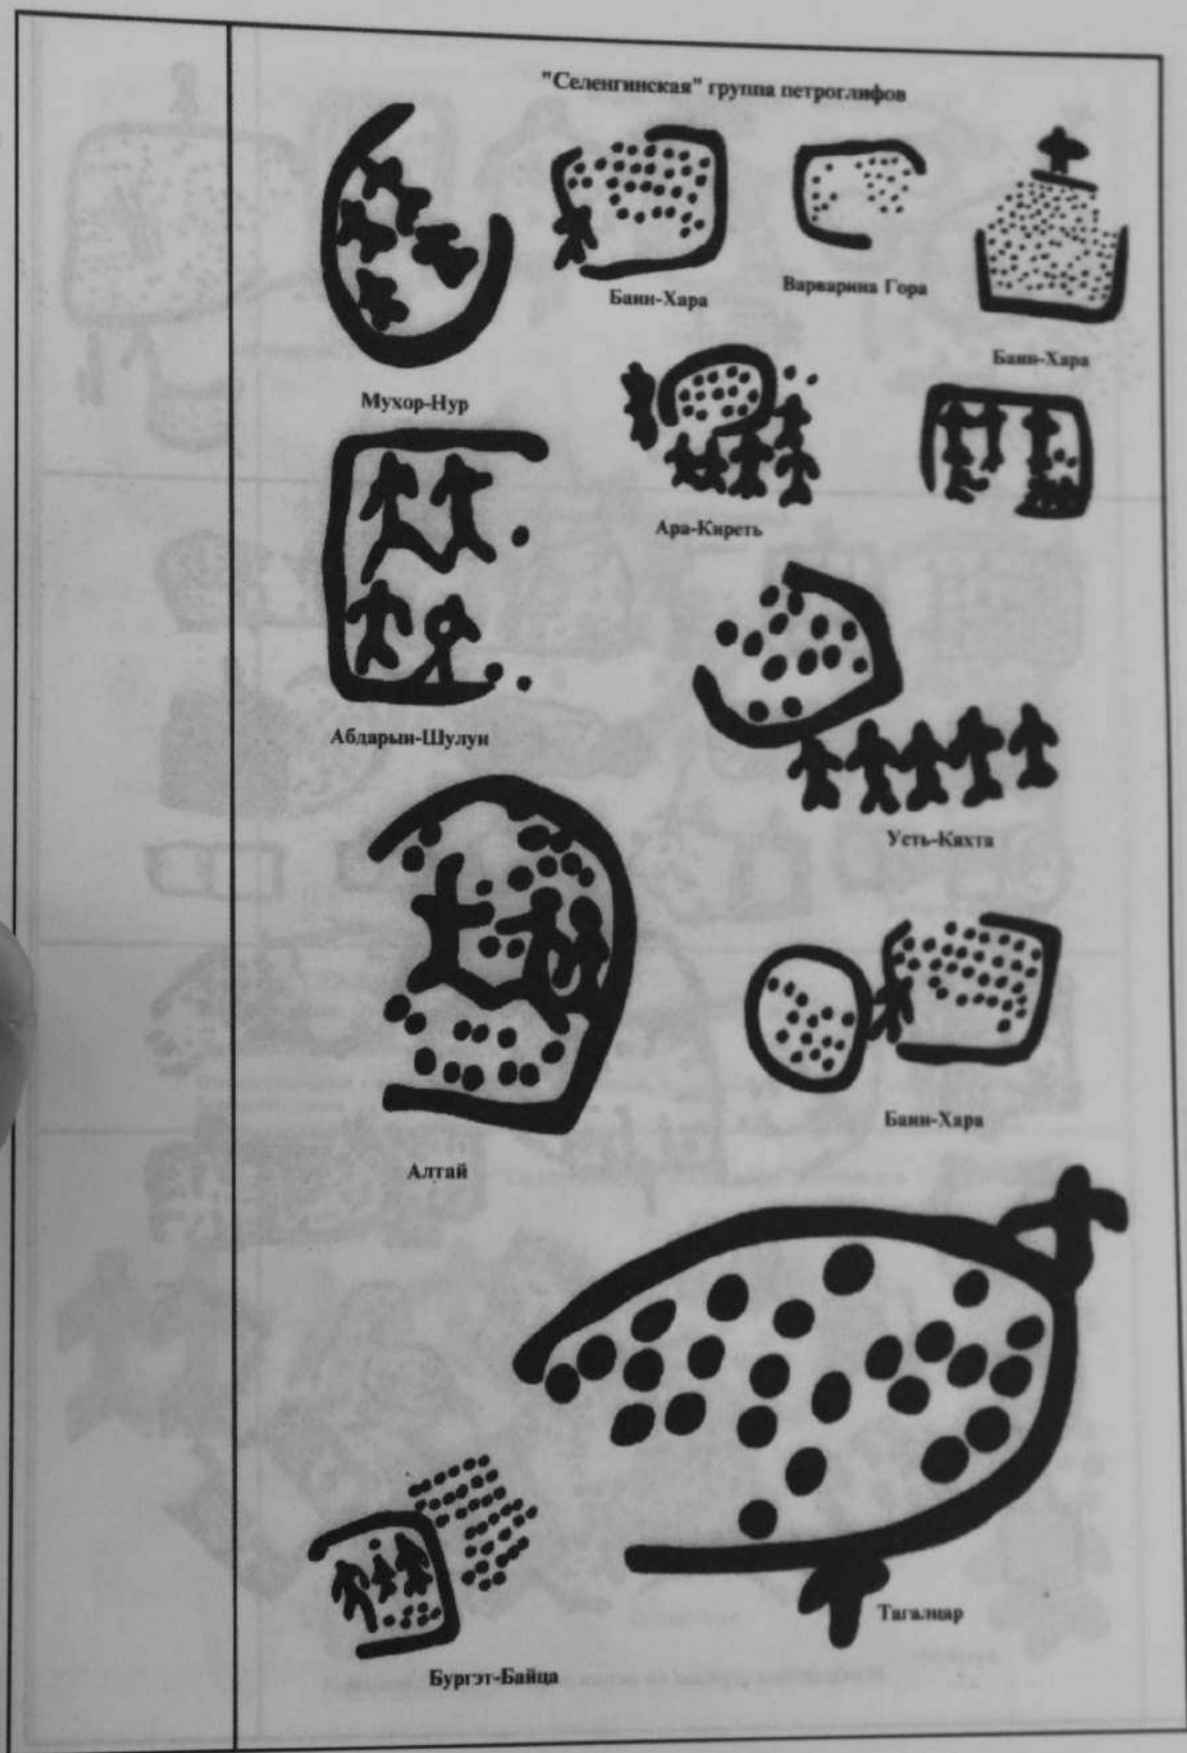 "Селенгинская" группа петроглифов
Баин-Хара
Варварина Гора
Баин-Хара
Мухор-Нур
Ара-Киреть
Абдарын-Шулун
Усть-Кяхта
Баин-Хара
Алтай
Тагалцар
Бургэт-Байца